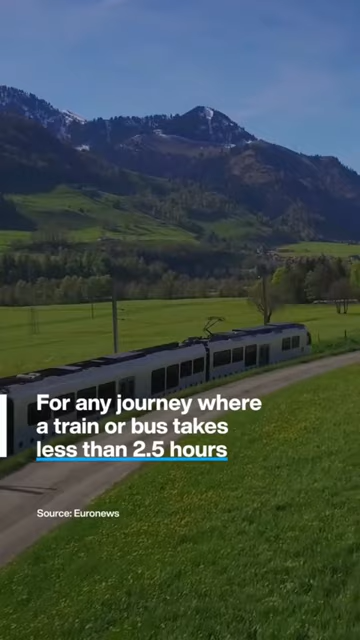 For any journey where
a train or bus takes
less than 2.5 hours
Source: Euronews